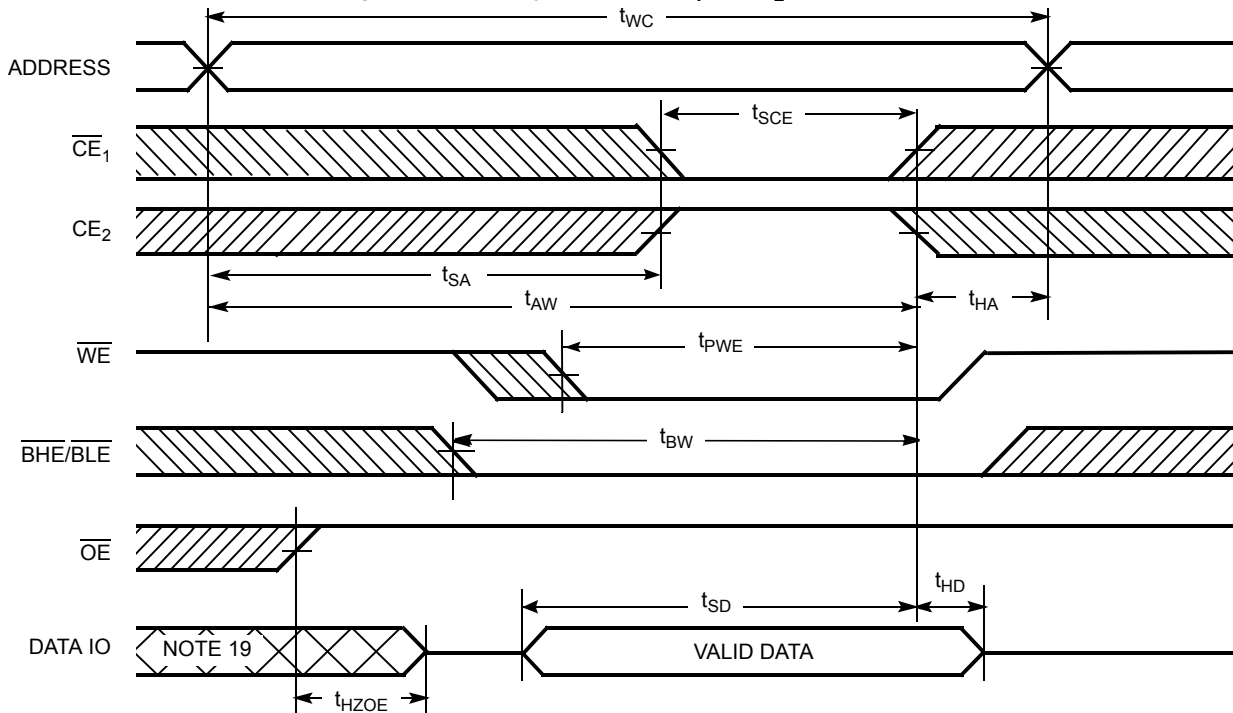 tWC
ADDRESS
tSCE
CE1
CE2
tSA
tAW
tHA
WE
tPWE
BHE/BLE
tBW
OE
tHD
tSD
DATA IO
NOTE 19
VALID DATA
tHZOE